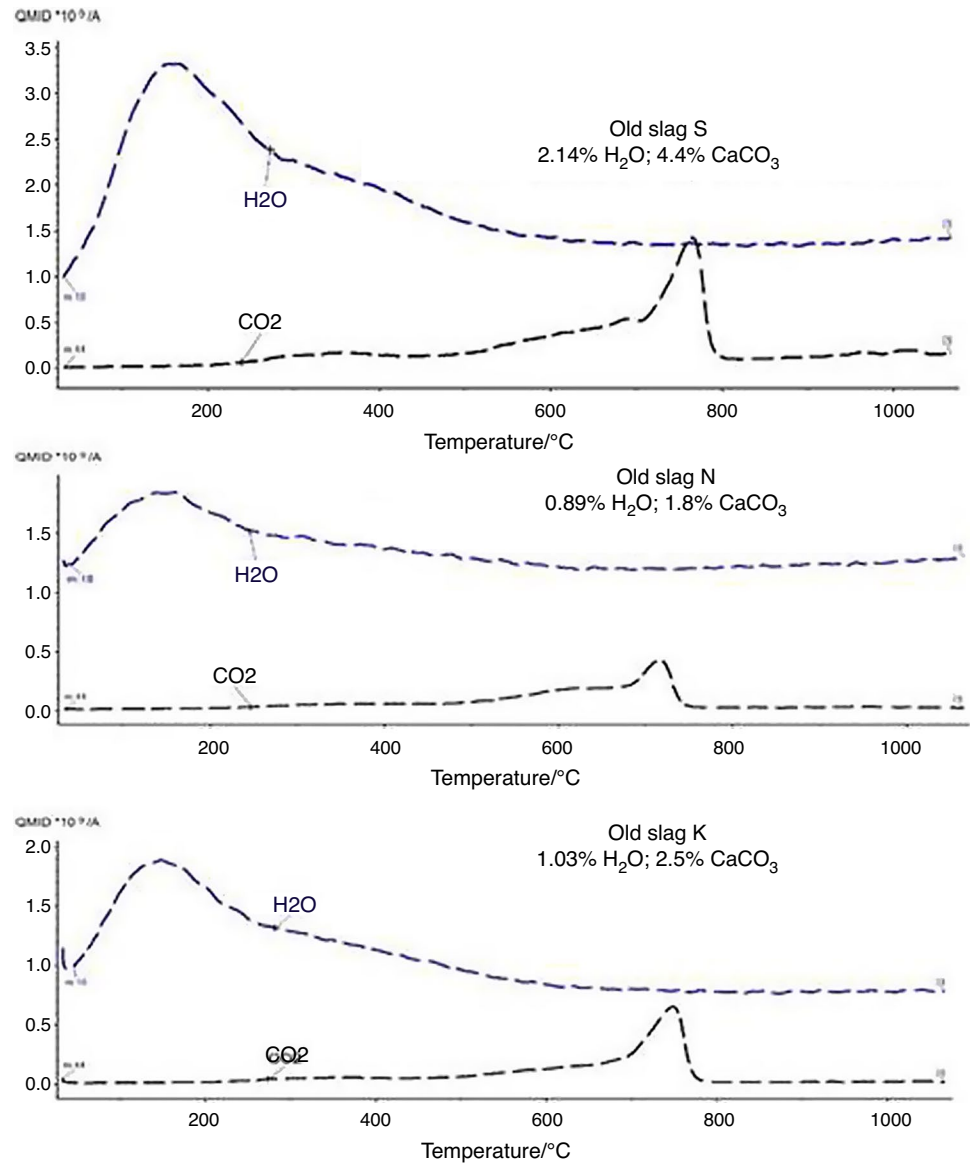 QMID *10⁻⁹/A
3.5
3.0
2.5
2.0
1.5
1.0
0.5
0.0
Old slag S
2.14% H₂O; 4.4% CaCO₃
H2O
CO2
200 400 600 800 1000
Temperature/°C
QMID *10⁻⁹/A
1.5
1.0
0.5
0.0
Old slag N
0.89% H₂O; 1.8% CaCO₃
H2O
CO2
200 400 600 800 1000
Temperature/°C
QMID *10⁻⁹/A
2.0
1.5
1.0
0.5
0.0
Old slag K
1.03% H₂O; 2.5% CaCO₃
H2O
CO2
200 400 600 800 1000
Temperature/°C